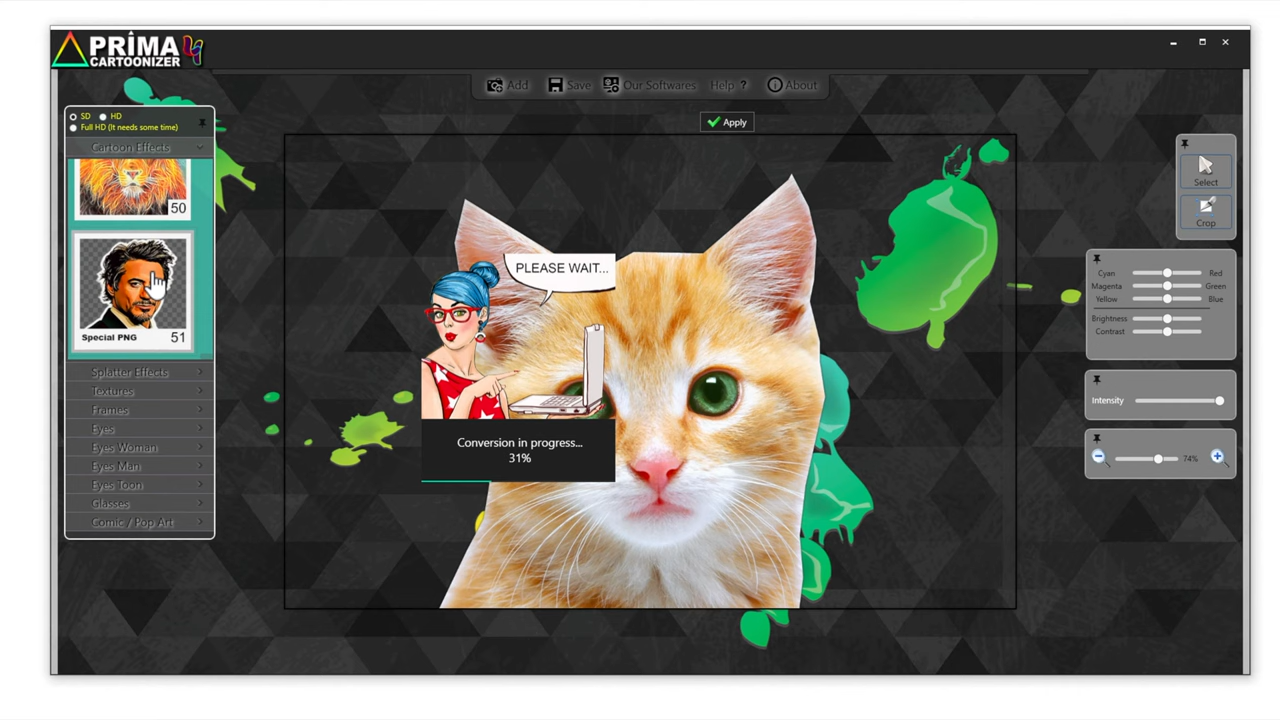 PRIMA
CARTOONIZER 4
Add Save Our Softwares Help ? About
SD HD
Full HD (It needs some time)
Cartoon Effects
50
Special PNG 51
Splatter Effects
Textures
Frames
Eyes
Eyes Woman
Eyes Man
Eyes Toon
Glasses
Comic / Pop Art
Apply
PLEASE WAIT...
Conversion in progress...
31%
Select
Crop
Cyan Red
Magenta Green
Yellow Blue
Brightness
Contrast
Intensity
74%